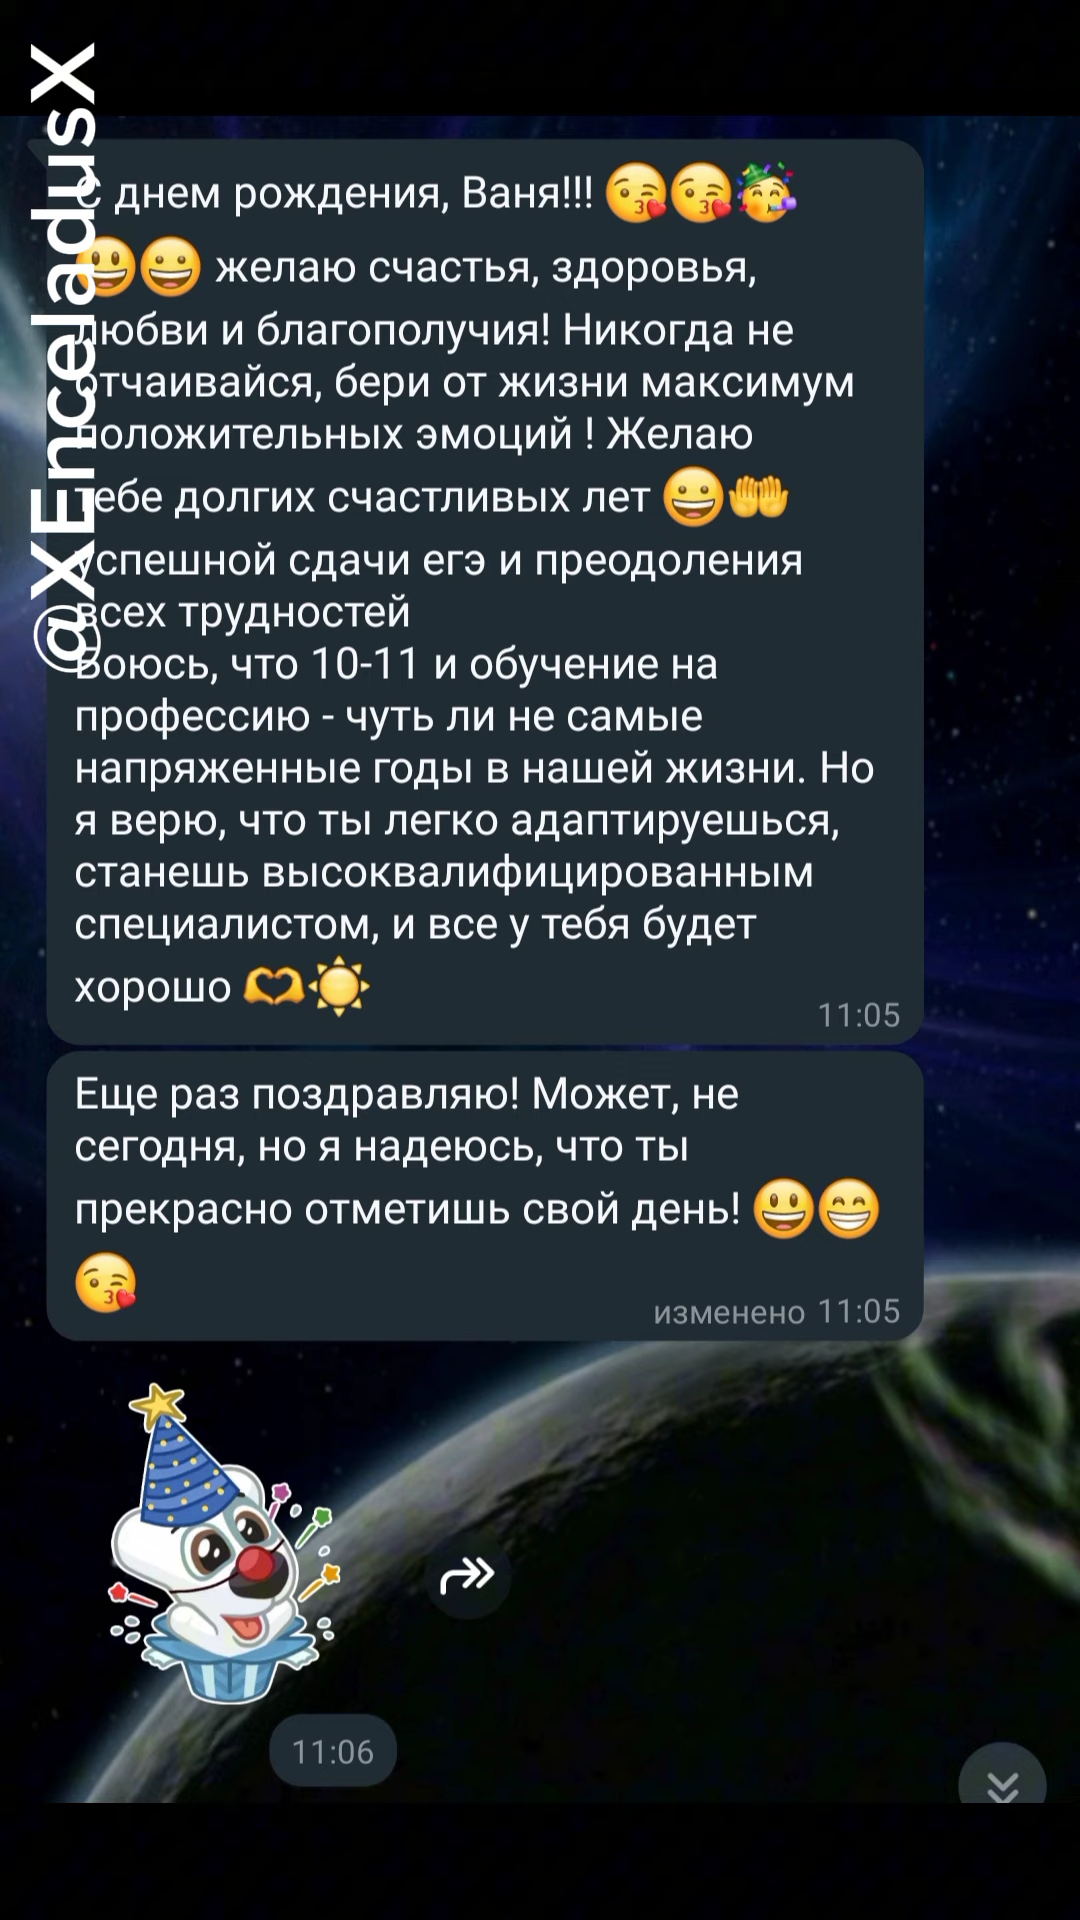 @XEnceladusX
С днем рождения, Ваня!!! 😘😘🥳
😃😀 желаю счастья, здоровья,
любви и благополучия! Никогда не
отчаивайся, бери от жизни максимум
положительных эмоций ! Желаю
тебе долгих счастливых лет 😀🤲
успешной сдачи егэ и преодоления
всех трудностей
Боюсь, что 10-11 и обучение на
профессию - чуть ли не самые
напряженные годы в нашей жизни. Но
я верю, что ты легко адаптируешься,
станешь высоквалифицированным
специалистом, и все у тебя будет
хорошо 🫶☀️
11:05
Еще раз поздравляю! Может, не
сегодня, но я надеюсь, что ты
прекрасно отметишь свой день! 😃😁
😘
изменено 11:05
11:06